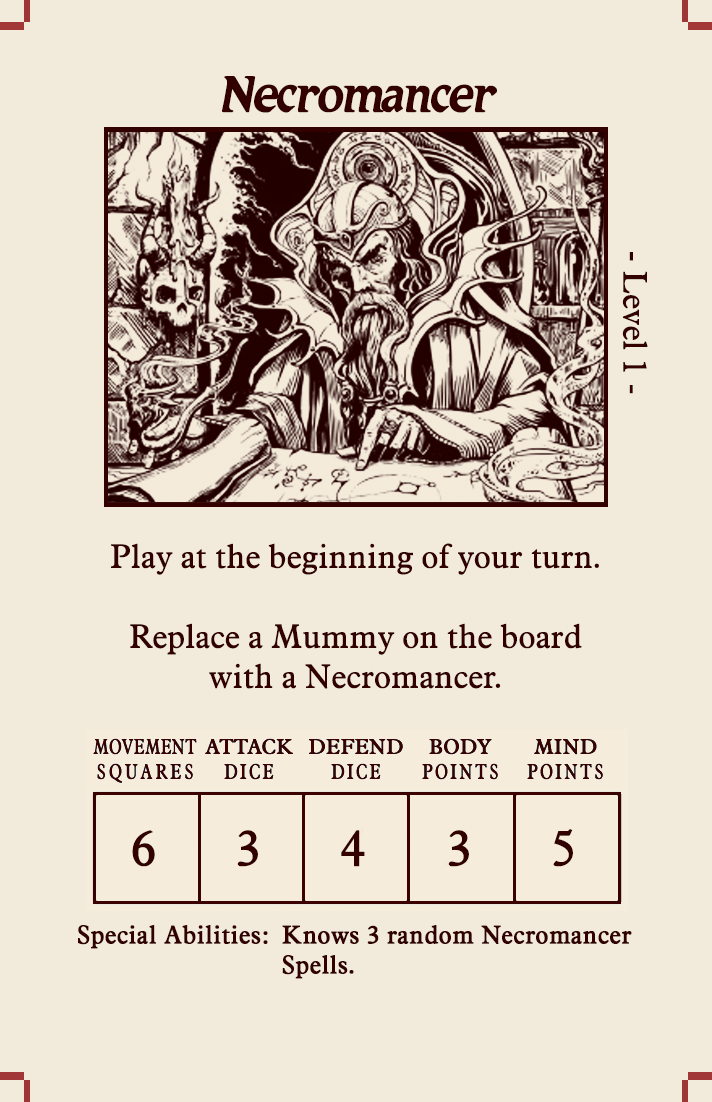 Necromancer
- Level 1 -
Play at the beginning of your turn.
Replace a Mummy on the board
with a Necromancer.
MOVEMENT ATTACK DEFEND BODY MIND
SQUARES DICE DICE POINTS POINTS
6 3 4 3 5
Special Abilities: Knows 3 random Necromancer
Spells.